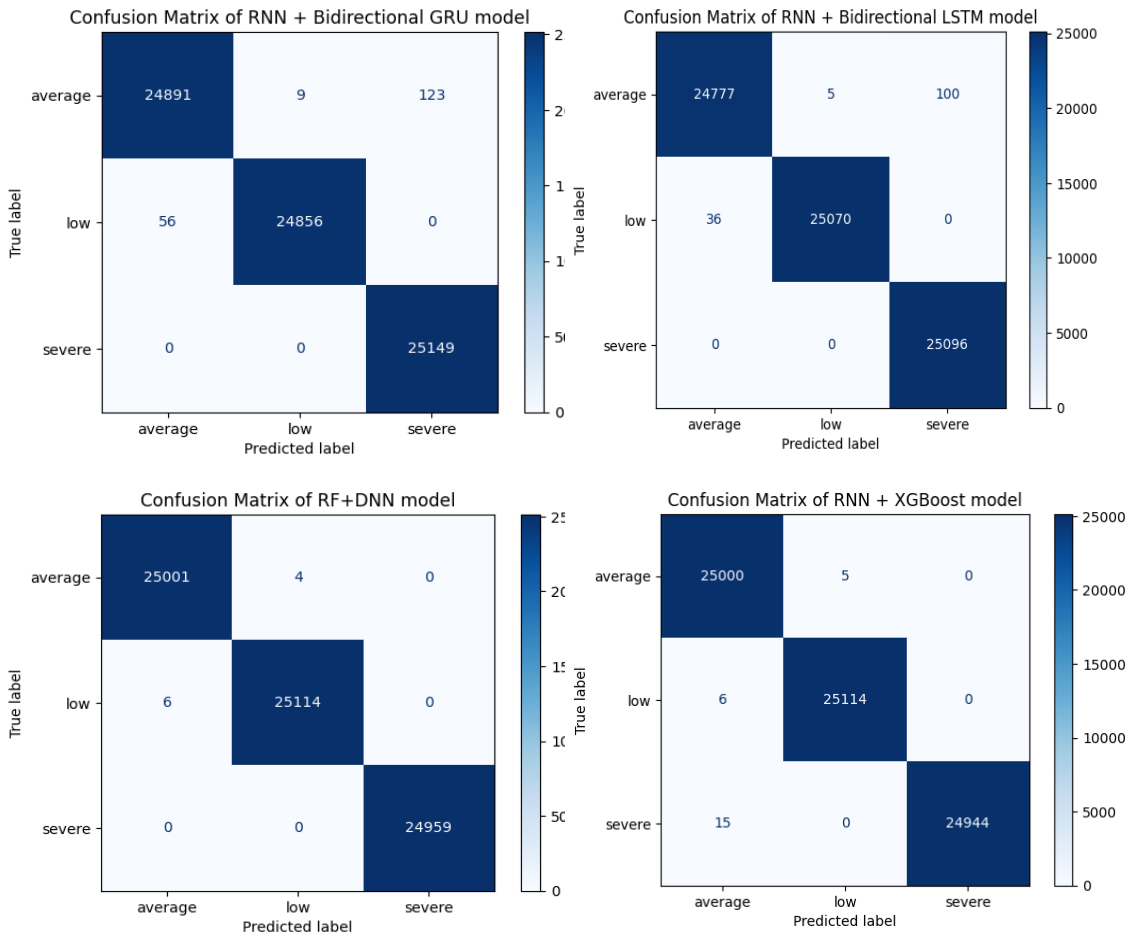 Confusion Matrix of RNN + Bidirectional GRU model
average 24891 9 123
low 56 24856 0
severe 0 0 25149
average low severe
Predicted label
True label
0
Confusion Matrix of RNN + Bidirectional LSTM model
average 24777 5 100
low 36 25070 0
severe 0 0 25096
average low severe
Predicted label
True label
25000
20000
15000
10000
5000
0
Confusion Matrix of RF+DNN model
average 25001 4 0
low 6 25114 0
severe 0 0 24959
average low severe
Predicted label
True label
0
Confusion Matrix of RNN + XGBoost model
average 25000 5 0
low 6 25114 0
severe 15 0 24944
average low severe
Predicted label
True label
25000
20000
15000
10000
5000
0